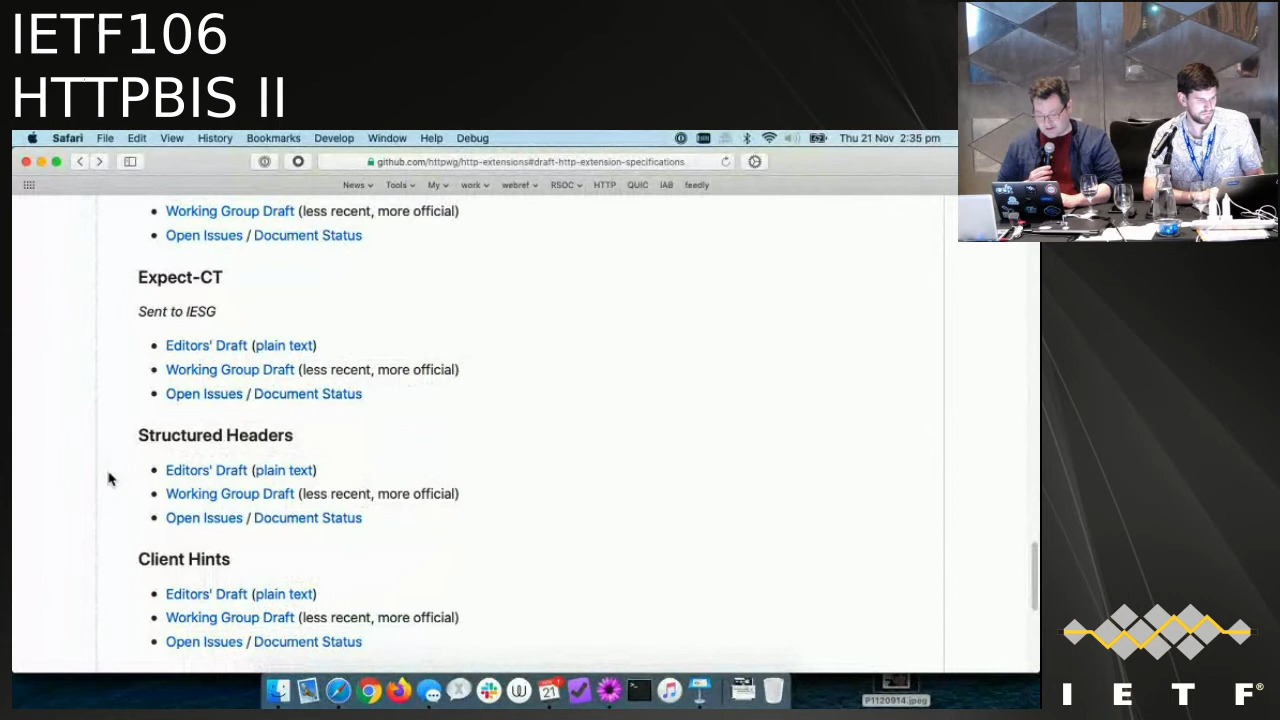 IETF106
HTTPBIS II
Safari File Edit View History Bookmarks Develop Window Help Debug Thu 21 Nov 2:35 pm
github.com/httpwg/http-extensions#draft-http-extension-specifications
News Tools My work webref RSOC HTTP QUIC IAB feedly
Working Group Draft (less recent, more official)
Open Issues / Document Status
Expect-CT
Sent to IESG
Editors' Draft (plain text)
Working Group Draft (less recent, more official)
Open Issues / Document Status
Structured Headers
Editors' Draft (plain text)
Working Group Draft (less recent, more official)
Open Issues / Document Status
Client Hints
Editors' Draft (plain text)
Working Group Draft (less recent, more official)
Open Issues / Document Status
21
P1120914.jpeg
I E T F®